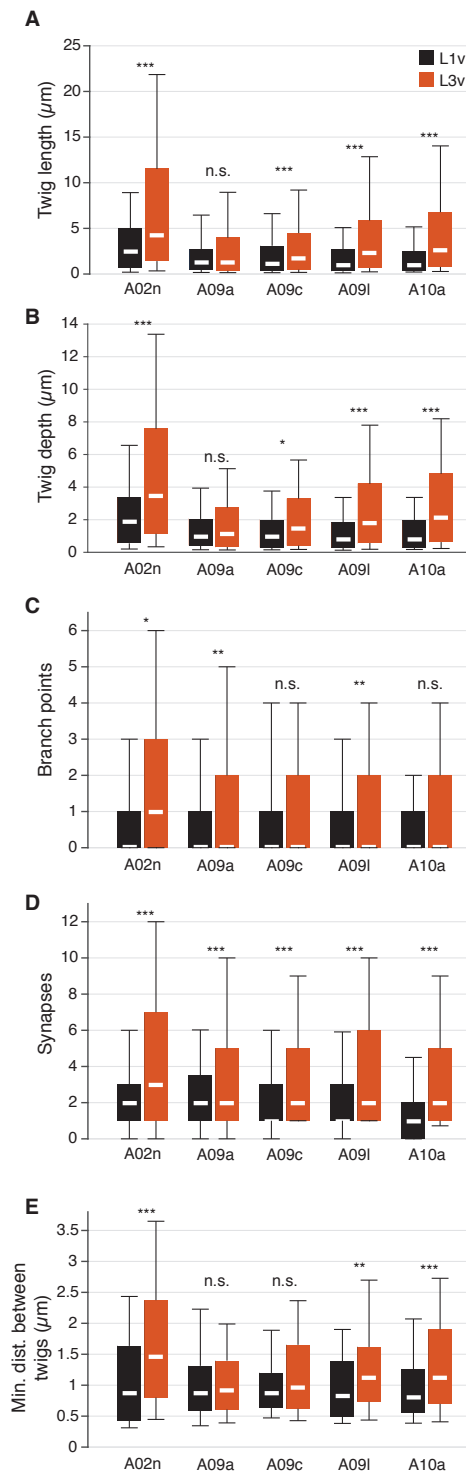 A
25
20
15
10
5
0
Twig length (µm)
L1v
L3v
***
n.s.
***
***
***
A02n A09a A09c A09l A10a
B
14
12
10
8
6
4
2
0
Twig depth (µm)
***
n.s.
*
***
***
A02n A09a A09c A09l A10a
C
6
5
4
3
2
1
0
Branch points
*
**
n.s.
**
n.s.
A02n A09a A09c A09l A10a
D
12
10
8
6
4
2
0
Synapses
***
***
***
***
***
A02n A09a A09c A09l A10a
E
3.5
3
2.5
2
1.5
1
0.5
0
Min. dist. between
twigs (µm)
***
n.s.
n.s.
**
***
A02n A09a A09c A09l A10a